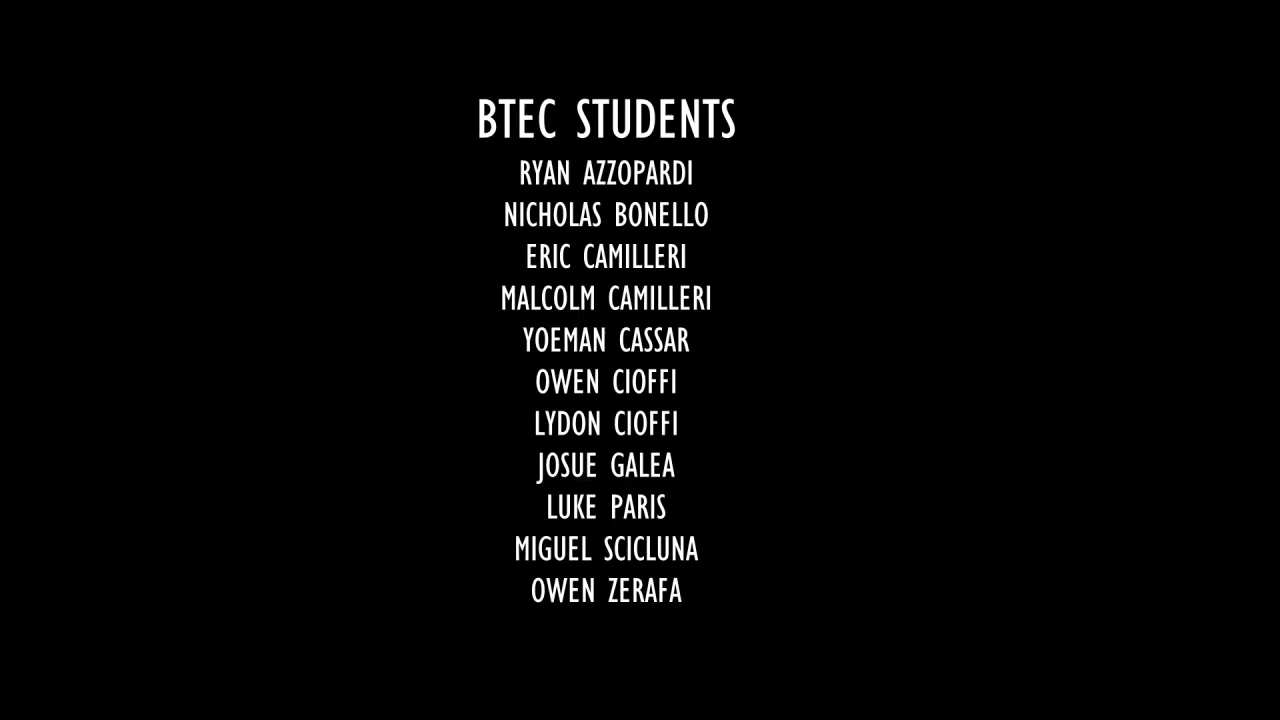 BTEC STUDENTS
RYAN AZZOPARDI
NICHOLAS BONELLO
ERIC CAMILLERI
MALCOLM CAMILLERI
YOEMAN CASSAR
OWEN CIOFFI
LYDON CIOFFI
JOSUE GALEA
LUKE PARIS
MIGUEL SCICLUNA
OWEN ZERAFA